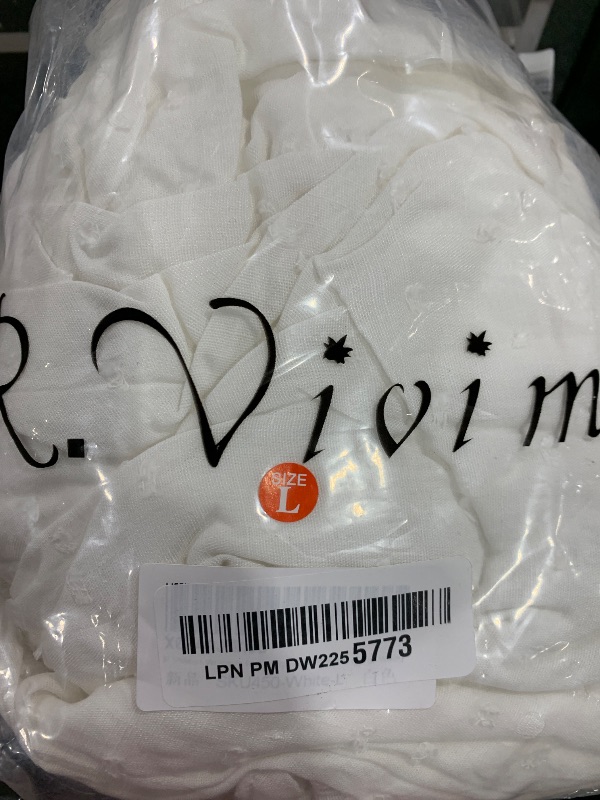 R. Vivim
SIZE
L
LPN PM DW2255773